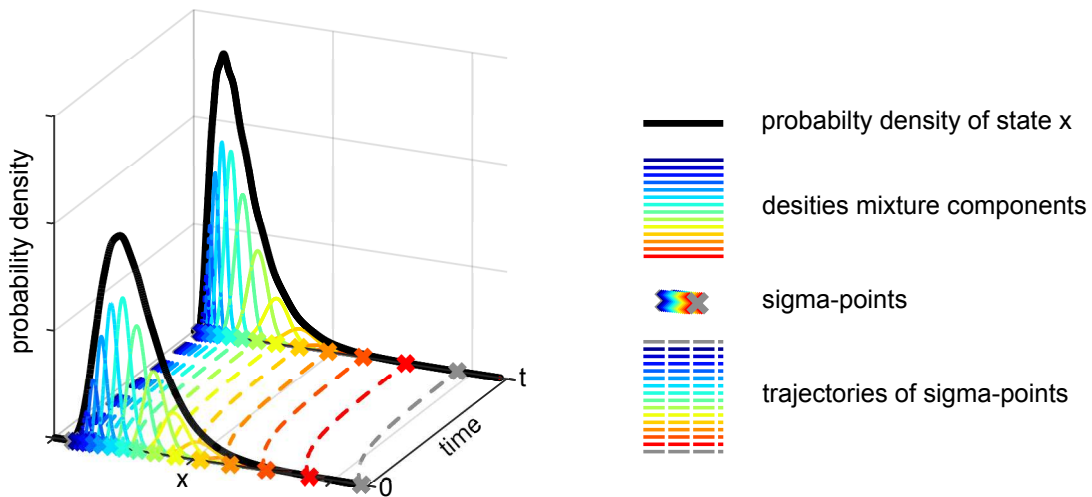 probability density
x
0
time
t
probabilty density of state x
desities mixture components
sigma-points
trajectories of sigma-points